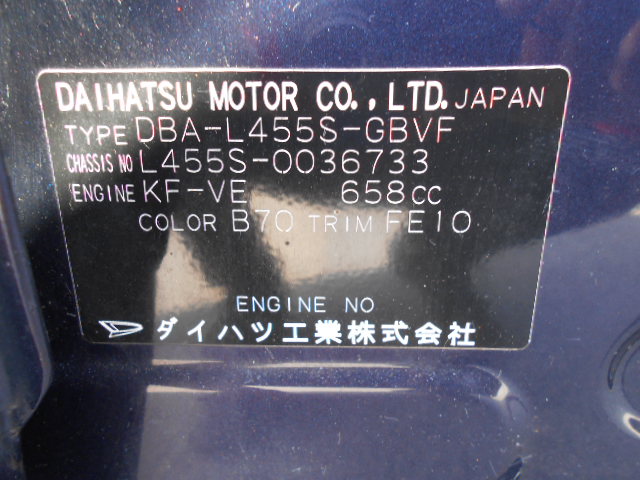 DAIHATSU MOTOR CO., LTD. JAPAN
TYPE DBA-L455S-GBVF
CHASSIS NO L455S-0036733
ENGINE KF-VE 658CC
COLOR B70 TRIM FE10
ENGINE NO
ダイハツ工業株式会社